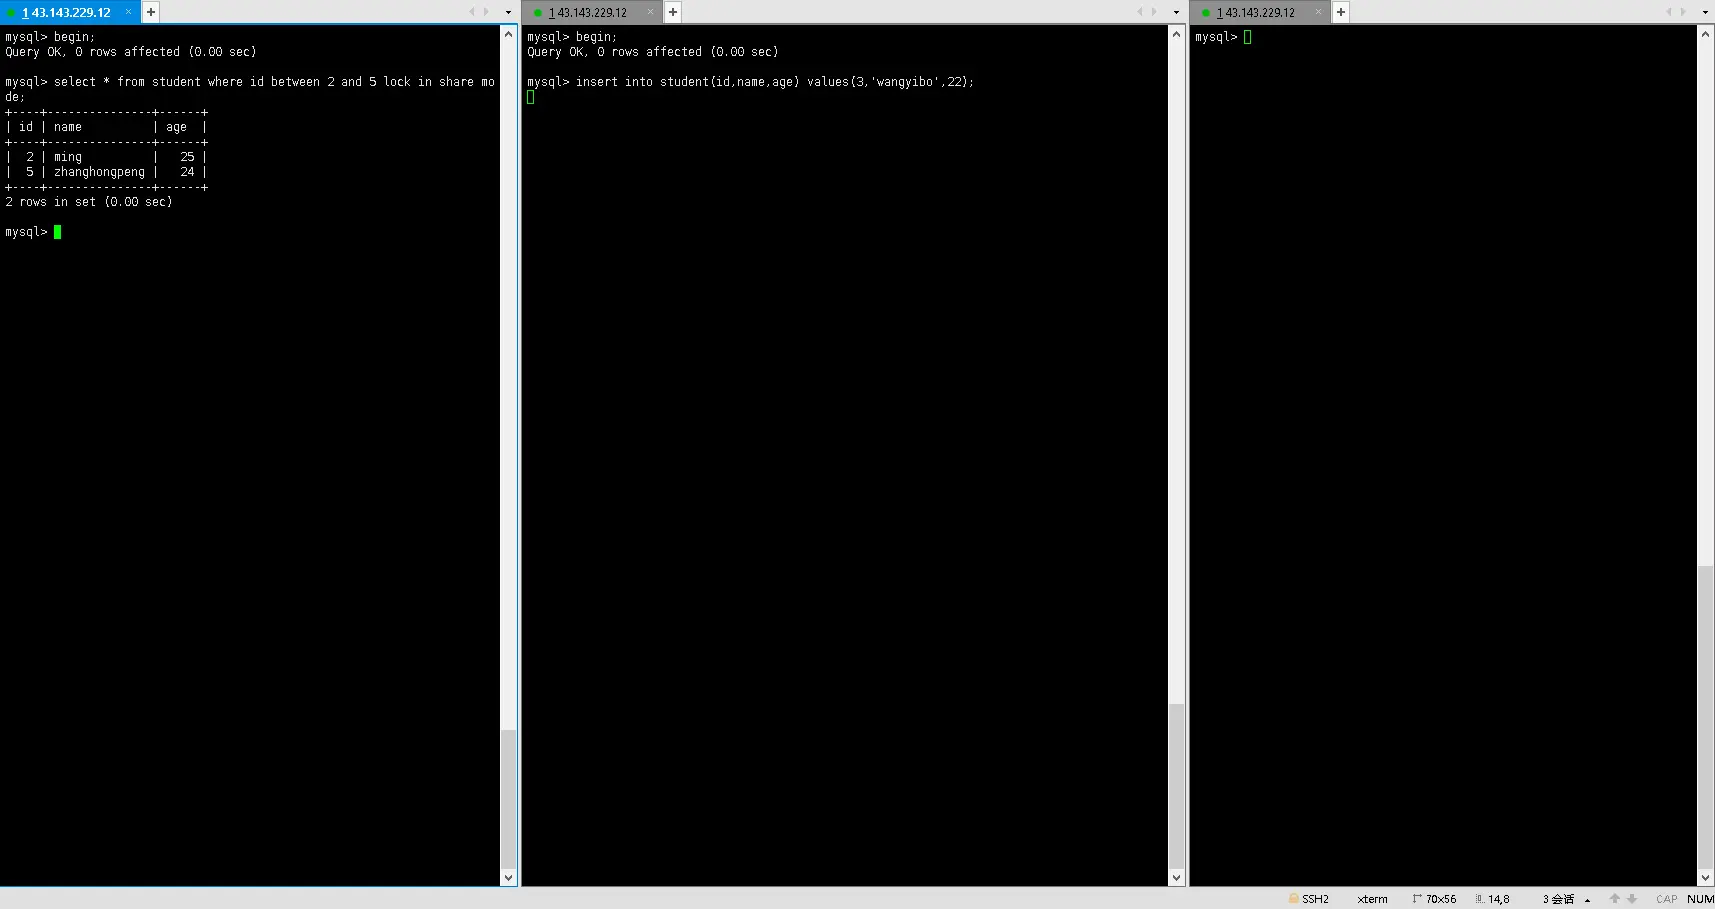 1 43.143.229.12 × +
mysql> begin;
Query OK, 0 rows affected (0.00 sec)
mysql> select * from student where id between 2 and 5 lock in share mo
de;
+----+---------------+------+
| id | name          | age  |
+----+---------------+------+
|  2 | ming          |   25 |
|  5 | zhanghongpeng |   24 |
+----+---------------+------+
2 rows in set (0.00 sec)
mysql>
1 43.143.229.12 × +
mysql> begin;
Query OK, 0 rows affected (0.00 sec)
mysql> insert into student(id,name,age) values(3,'wangyibo',22);
1 43.143.229.12 × +
mysql>
SSH2 xterm 70x56 14,8 3 会话 CAP NUM